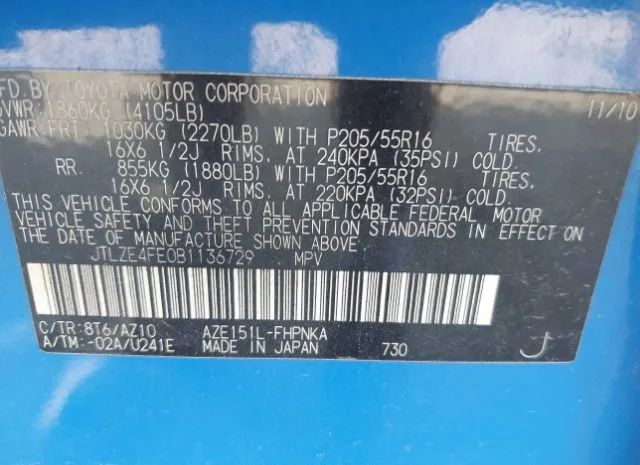 MFD. BY TOYOTA MOTOR CORPORATION 11/10
GVWR: 1860KG (4105LB)
GAWR: FRT. 1030KG (2270LB) WITH P205/55R16 TIRES,
16X6 1/2J RIMS, AT 240KPA (35PSI) COLD.
RR. 855KG (1880LB) WITH P205/55R16 TIRES,
16X6 1/2J RIMS, AT 220KPA (32PSI) COLD.
THIS VEHICLE CONFORMS TO ALL APPLICABLE FEDERAL MOTOR
VEHICLE SAFETY AND THEFT PREVENTION STANDARDS IN EFFECT ON
THE DATE OF MANUFACTURE SHOWN ABOVE.
JTLZE4FE0B1136729 MPV
C/TR: 8T6/AZ10 AZE151L-FHPNKA
A/TM: -02A/U241E MADE IN JAPAN 730 J